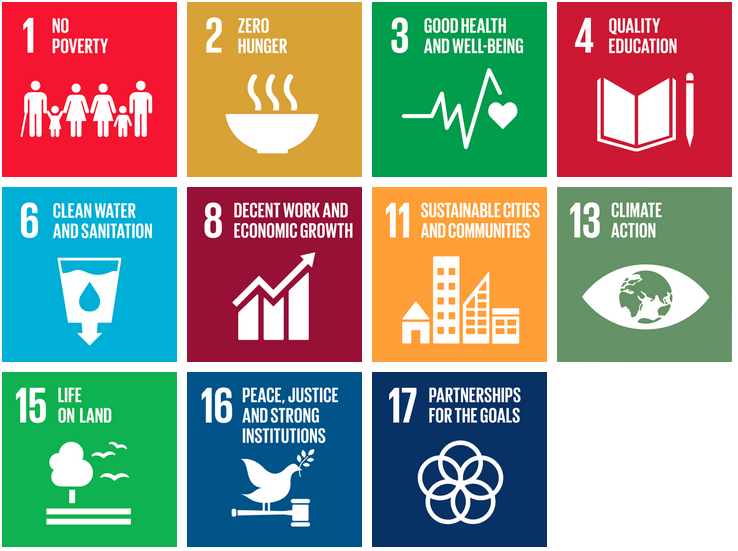 1 NO
POVERTY
2 ZERO
HUNGER
3 GOOD HEALTH
AND WELL-BEING
4 QUALITY
EDUCATION
6 CLEAN WATER
AND SANITATION
8 DECENT WORK AND
ECONOMIC GROWTH
11 SUSTAINABLE CITIES
AND COMMUNITIES
13 CLIMATE
ACTION
15 LIFE
ON LAND
16 PEACE, JUSTICE
AND STRONG
INSTITUTIONS
17 PARTNERSHIPS
FOR THE GOALS